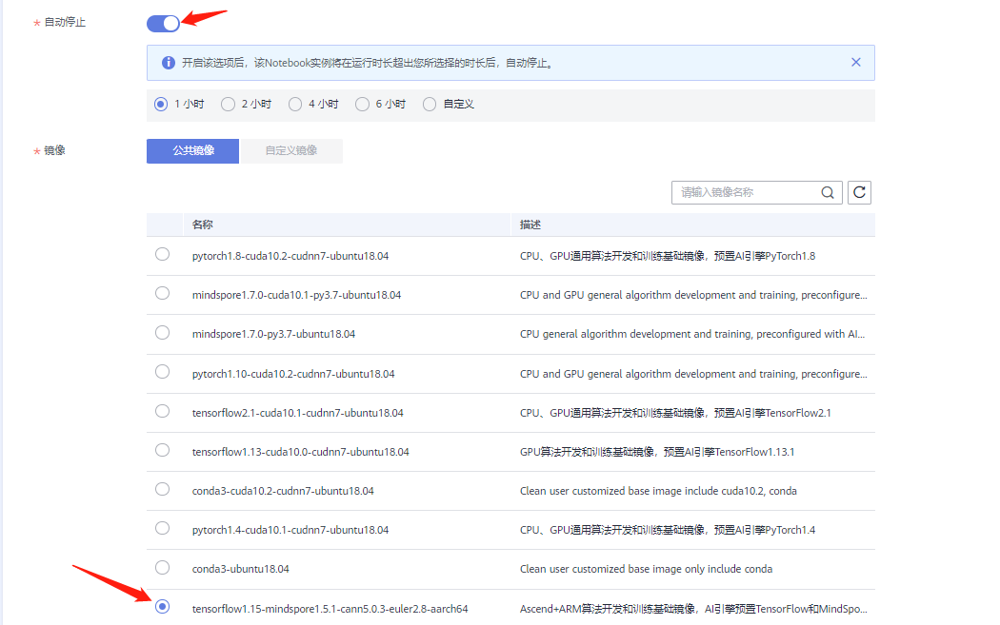 * 自动停止
开启该选项后，该Notebook实例将在运行时长超出您所选择的时长后，自动停止。
1 小时 2 小时 4 小时 6 小时 自定义
* 镜像 公共镜像 自定义镜像
请输入镜像名称
名称 描述
pytorch1.8-cuda10.2-cudnn7-ubuntu18.04 CPU、GPU通用算法开发和训练基础镜像，预置AI引擎PyTorch1.8
mindspore1.7.0-cuda10.1-py3.7-ubuntu18.04 CPU and GPU general algorithm development and training, preconfigure...
mindspore1.7.0-py3.7-ubuntu18.04 CPU general algorithm development and training, preconfigured with AI...
pytorch1.10-cuda10.2-cudnn7-ubuntu18.04 CPU and GPU general algorithm development and training, preconfigure...
tensorflow2.1-cuda10.1-cudnn7-ubuntu18.04 CPU、GPU通用算法开发和训练基础镜像，预置AI引擎TensorFlow2.1
tensorflow1.13-cuda10.0-cudnn7-ubuntu18.04 GPU算法开发和训练基础镜像，预置AI引擎TensorFlow1.13.1
conda3-cuda10.2-cudnn7-ubuntu18.04 Clean user customized base image include cuda10.2, conda
pytorch1.4-cuda10.1-cudnn7-ubuntu18.04 CPU、GPU通用算法开发和训练基础镜像，预置AI引擎PyTorch1.4
conda3-ubuntu18.04 Clean user customized base image only include conda
tensorflow1.15-mindspore1.5.1-cann5.0.3-euler2.8-aarch64 Ascend+ARM算法开发和训练基础镜像，AI引擎预置TensorFlow和MindSpo...